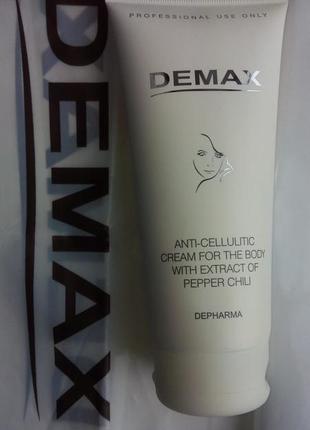 PROFESSIONAL USE ONLY
DEMAX
ANTI-CELLULITIC
CREAM FOR THE BODY
WITH EXTRACT OF
PEPPER CHILI
DEPHARMA
DEMAX